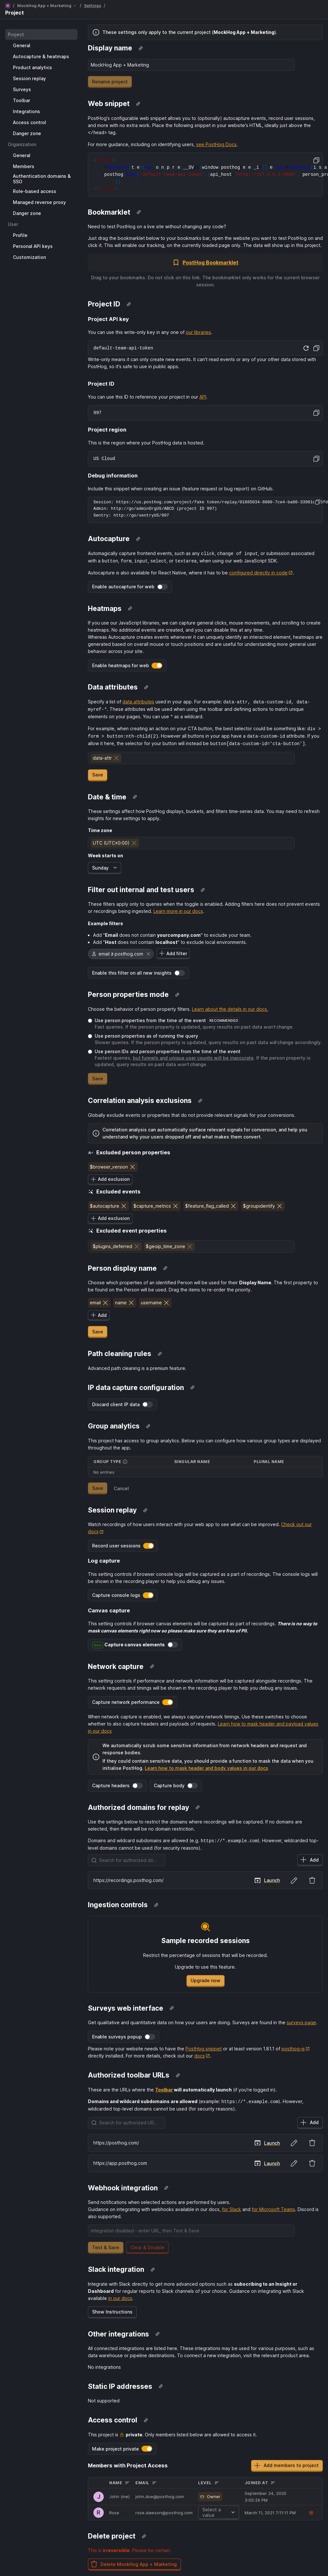 MockHog App + Marketing / Settings /
Project
Project
General
Autocapture & heatmaps
Product analytics
Session replay
Surveys
Toolbar
Integrations
Access control
Danger zone
Organization
General
Members
Authentication domains &
SSO
Role-based access
Managed reverse proxy
Danger zone
User
Profile
Personal API keys
Customization
These settings only apply to the current project (MockHog App + Marketing).
Display name
MockHog App + Marketing
Rename project
Web snippet
PostHog's configurable web snippet allows you to (optionally) autocapture events, record user sessions,
and more with no extra work. Place the following snippet in your website's HTML, ideally just above the
</head> tag.
For more guidance, including on identifying users, see PostHog Docs.
Bookmarklet
Need to test PostHog on a live site without changing any code?
Just drag the bookmarklet below to your bookmarks bar, open the website you want to test PostHog on and
click it. This will enable our tracking, on the currently loaded page only. The data will show up in this project.
PostHog Bookmarklet
Drag to your bookmarks. Do not click on this link. The bookmarklet only works for the current browser
session.
Project ID
Project API key
You can use this write-only key in any one of our libraries.
default-team-api-token
Write-only means it can only create new events. It can't read events or any of your other data stored with
PostHog, so it's safe to use in public apps.
Project ID
You can use this ID to reference your project in our API.
997
Project region
This is the region where your PostHog data is hosted.
US Cloud
Debug information
Include this snippet when creating an issue (feature request or bug report) on GitHub.
Admin: http://go/adminOrgUS/ABCD (project ID 997)
Sentry: http://go/sentryUS/997
Autocapture
Automagically capture frontend events, such as any click, change of input, or submission associated
with a button, form, input, select, or textarea, when using our web JavaScript SDK.
Autocapture is also available for React Native, where it has to be configured directly in code.
Enable autocapture for web
Heatmaps
If you use our JavaScript libraries, we can capture general clicks, mouse movements, and scrolling to create
heatmaps. No additional events are created, and you can disable this at any time.
Whereas Autocapture creates events whenever it can uniquely identify an interacted element, heatmaps are
generated based on overall mouse or touch positions and are useful for understanding more general user
behavior across your site.
Enable heatmaps for web
Data attributes
Specify a list of data attributes used in your app. For example: data-attr, data-custom-id, data-
myref-*. These attributes will be used when using the toolbar and defining actions to match unique
elements on your pages. You can use * as a wildcard.
For example, when creating an action on your CTA button, the best selector could be something like: div >
form > button:nth-child(2). However all buttons in your app have a data-custom-id attribute. If you
allow it here, the selector for your button will instead be button[data-custom-id='cta-button'].
data-attr
Save
Date & time
These settings affect how PostHog displays, buckets, and filters time-series data. You may need to refresh
insights for new settings to apply.
Time zone
UTC (UTC±0:00)
Week starts on
Sunday
Filter out internal and test users
These filters apply only to queries when the toggle is enabled. Adding filters here does not prevent events
or recordings being ingested. Learn more in our docs.
Example filters
Add "Email does not contain yourcompany.com" to exclude your team.
Add "Host does not contain localhost" to exclude local environments.
email ∌ posthog.com
Add filter
Enable this filter on all new insights
Person properties mode
Choose the behavior of person property filters. Learn about the details in our docs.
Use person properties from the time of the event RECOMMENDED
Fast queries. If the person property is updated, query results on past data won't change.
Use person properties as of running the query
Slower queries. If the person property is updated, query results on past data will change accordingly.
Use person IDs and person properties from the time of the event
Fastest queries, but funnels and unique user counts will be inaccurate. If the person property is
updated, query results on past data won't change.
Save
Correlation analysis exclusions
Globally exclude events or properties that do not provide relevant signals for your conversions.
Correlation analysis can automatically surface relevant signals for conversion, and help you
understand why your users dropped off and what makes them convert.
Excluded person properties
$browser_version
Add exclusion
Excluded events
$autocapture $capture_metrics $feature_flag_called $groupidentify
Add exclusion
Excluded event properties
$plugins_deferred $geoip_time_zone
Person display name
Choose which properties of an identified Person will be used for their Display Name. The first property to
be found on the Person will be used. Drag the items to re-order the priority.
email name username
Add
Save
Path cleaning rules
Advanced path cleaning is a premium feature.
IP data capture configuration
Discard client IP data
Group analytics
This project has access to group analytics. Below you can configure how various group types are displayed
throughout the app.
GROUP TYPE SINGULAR NAME PLURAL NAME
No entries
Save Cancel
Session replay
Watch recordings of how users interact with your web app to see what can be improved. Check out our
docs
Record user sessions
Log capture
This setting controls if browser console logs will be captured as a part of recordings. The console logs will
be shown in the recording player to help you debug any issues.
Capture console logs
Canvas capture
This setting controls if browser canvas elements will be captured as part of recordings. There is no way to
mask canvas elements right now so please make sure they are free of PII.
Capture canvas elements
Network capture
This setting controls if performance and network information will be captured alongside recordings. The
network requests and timings will be shown in the recording player to help you debug any issues.
Capture network performance
When network capture is enabled, we always capture network timings. Use these switches to choose
whether to also capture headers and payloads of requests. Learn how to mask header and payload values
in our docs
We automatically scrub some sensitive information from network headers and request and
response bodies.
If they could contain sensitive data, you should provide a function to mask the data when you
initialise PostHog. Learn how to mask header and body values in our docs
Capture headers Capture body
Authorized domains for replay
Use the settings below to restrict the domains where recordings will be captured. If no domains are
selected, then there will be no domain restriction.
Domains and wildcard subdomains are allowed (e.g. https://*.example.com). However, wildcarded top-
level domains cannot be used (for security reasons).
Search for authorized do...
Add
https://recordings.posthog.com/ Launch
Ingestion controls
Sample recorded sessions
Restrict the percentage of sessions that will be recorded.
Upgrade to use this feature.
Upgrade now
Surveys web interface
Get qualitative and quantitative data on how your users are doing. Surveys are found in the surveys page.
Enable surveys popup
Please note your website needs to have the PostHog snippet or at least version 1.81.1 of posthog-js
directly installed. For more details, check out our docs.
Authorized toolbar URLs
These are the URLs where the Toolbar will automatically launch (if you're logged in).
Domains and wildcard subdomains are allowed (example: https://*.example.com). However,
wildcarded top-level domains cannot be used (for security reasons).
Search for authorized UR...
Add
https://posthog.com/ Launch
https://app.posthog.com Launch
Webhook integration
Send notifications when selected actions are performed by users.
Guidance on integrating with webhooks available in our docs, for Slack and for Microsoft Teams. Discord is
also supported.
integration disabled - enter URL, then Test & Save
Test & Save Clear & Disable
Slack integration
Integrate with Slack directly to get more advanced options such as subscribing to an Insight or
Dashboard for regular reports to Slack channels of your choice. Guidance on integrating with Slack
available in our docs.
Show Instructions
Other integrations
All connected integrations are listed here. These integrations may be used for various purposes, such as
data warehouse or pipeline destinations. To connect a new integration, visit the relevant product area.
No integrations
Static IP addresses
Not supported
Access control
This project is private. Only members listed below are allowed to access it.
Make project private
Members with Project Access
Add members to project
NAME EMAIL LEVEL JOINED AT
J John (me) john.doe@posthog.com Owner September 24, 2020
R Rose rose.dawson@posthog.com Select a
value
March 11, 2021 7:11:11 PM
Delete project
This is irreversible. Please be certain.
Delete MockHog App + Marketing